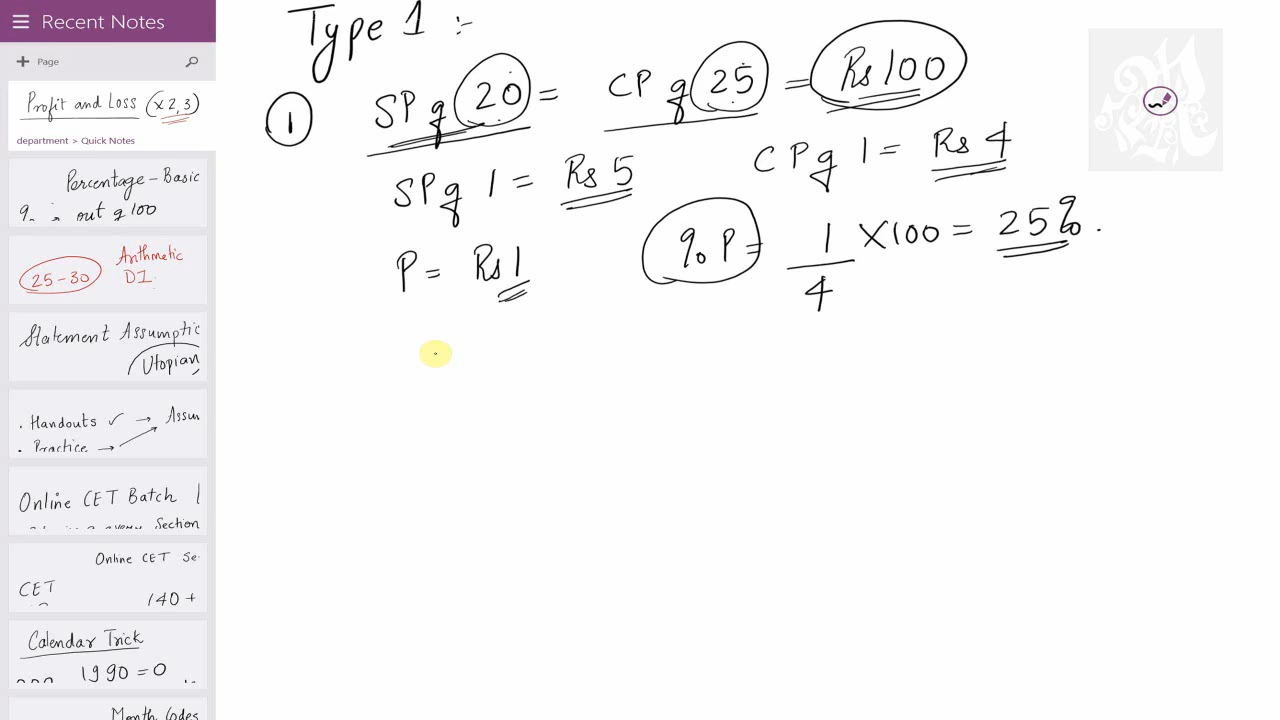 Recent Notes
Page
Profit and Loss (x2,3)
department > Quick Notes
Percentage - Basic
% is out of 100
25-30 Arithmetic
DI
Statement Assumptic
Utopian
. Handouts ✓ → Assun
. Practice →
Online CET Batch
every Section
Online CET Se
CET
140 +
Calendar Trick
1990 = 0
Month Codes
Type 1 :-
① SP of 20 = CP of 25 = Rs 100
SP of 1 = Rs 5 CP of 1 = Rs 4
P = Rs 1 % P = 1/4 × 100 = 25% .